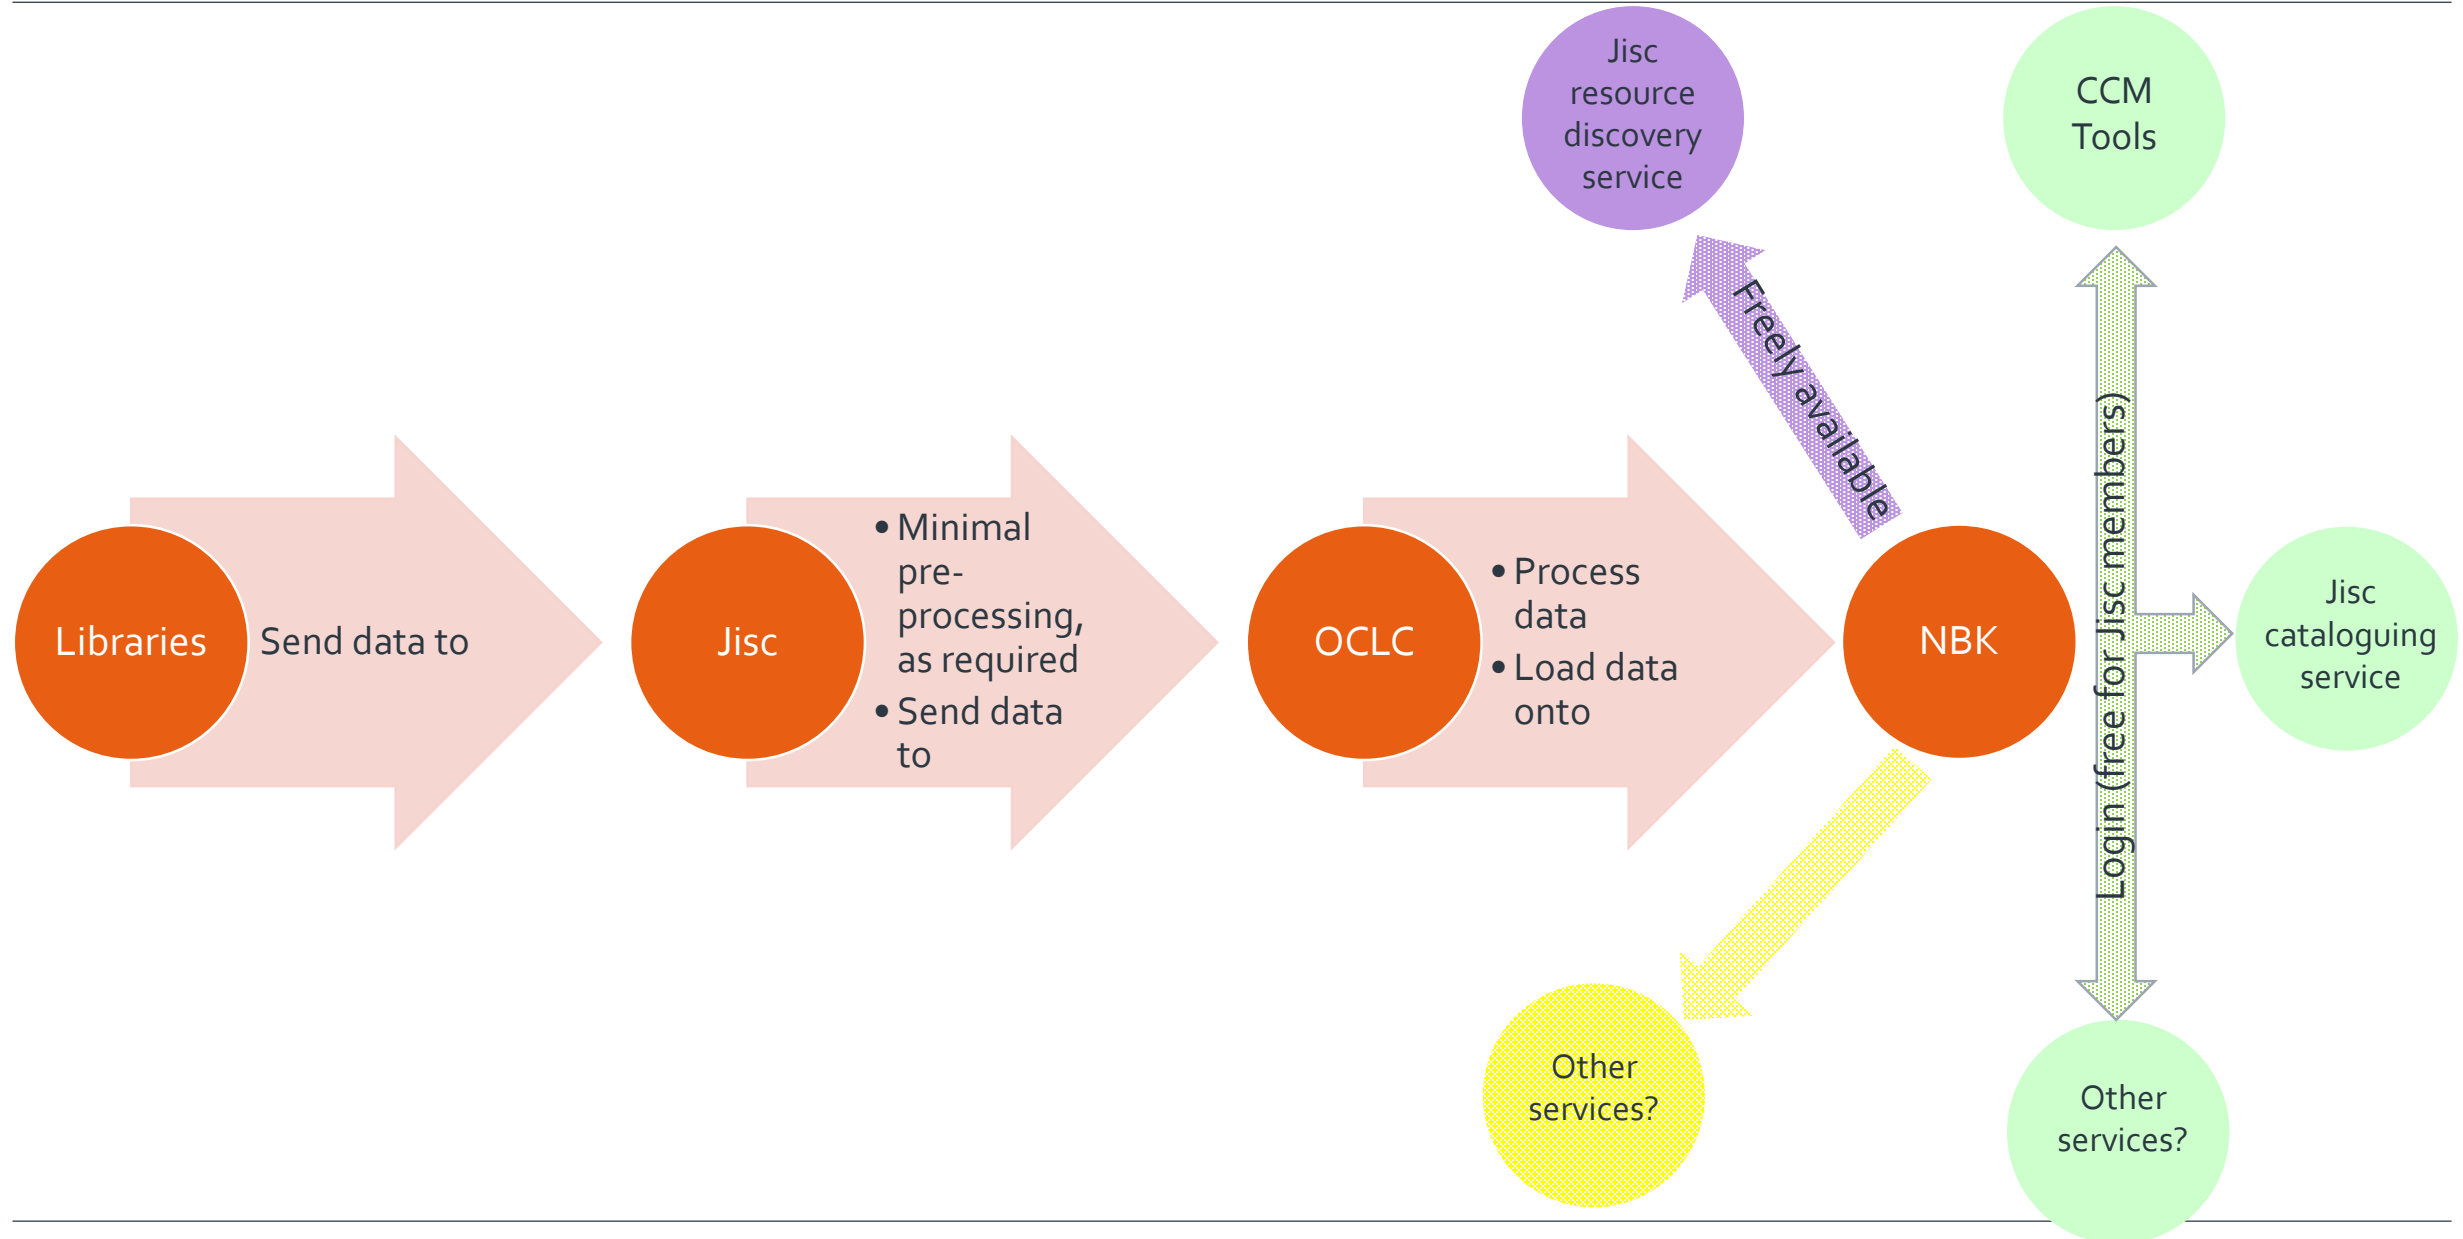 Libraries
Send data to
Jisc
• Minimal
pre-
processing,
as required
• Send data
to
OCLC
• Process
data
• Load data
onto
NBK
Freely available
Jisc
resource
discovery
service
Other
services?
Login (free for Jisc members)
CCM
Tools
Jisc
cataloguing
service
Other
services?